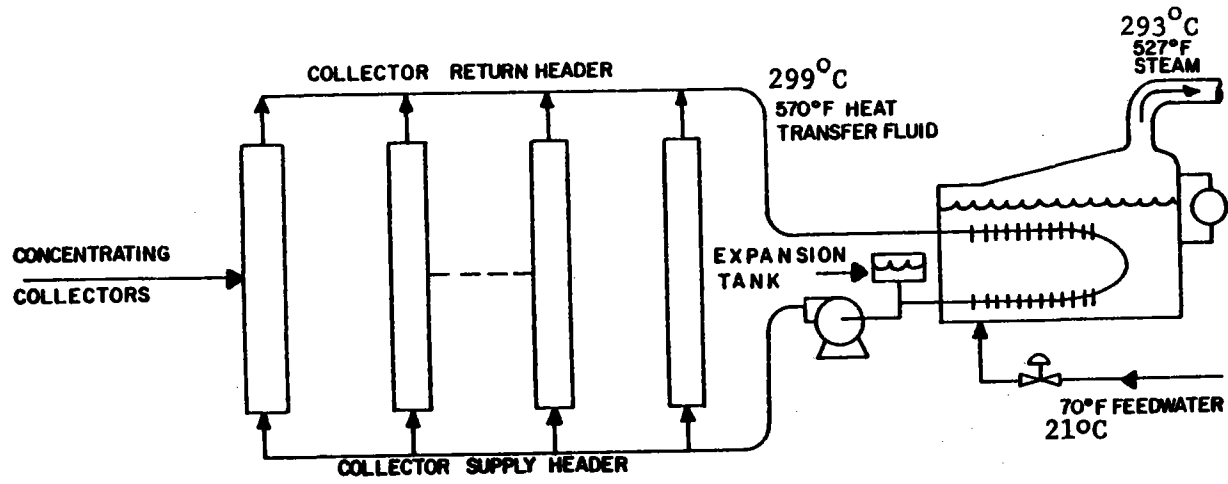 293°C
527°F
STEAM
COLLECTOR RETURN HEADER
299°C
570°F HEAT
TRANSFER FLUID
CONCENTRATING
COLLECTORS
EXPANSION
TANK
70°F FEEDWATER
21°C
COLLECTOR SUPPLY HEADER